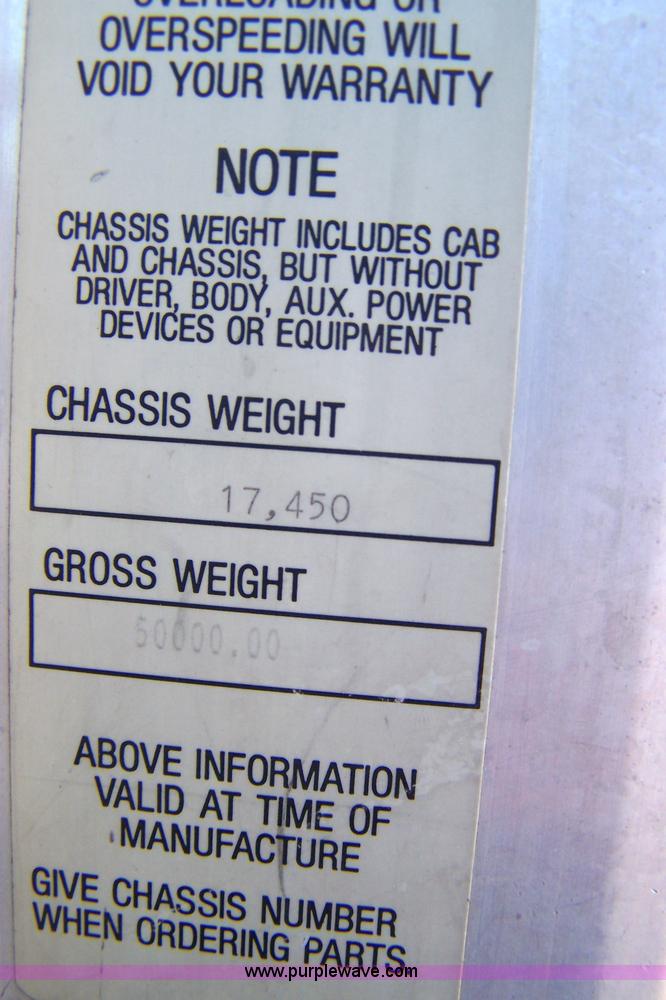 OVERLOADING OR
OVERSPEEDING WILL
VOID YOUR WARRANTY
NOTE
CHASSIS WEIGHT INCLUDES CAB
AND CHASSIS, BUT WITHOUT
DRIVER, BODY, AUX. POWER
DEVICES OR EQUIPMENT
CHASSIS WEIGHT
17,450
GROSS WEIGHT
50000.00
ABOVE INFORMATION
VALID AT TIME OF
MANUFACTURE
GIVE CHASSIS NUMBER
WHEN ORDERING PARTS
www.purplewave.com